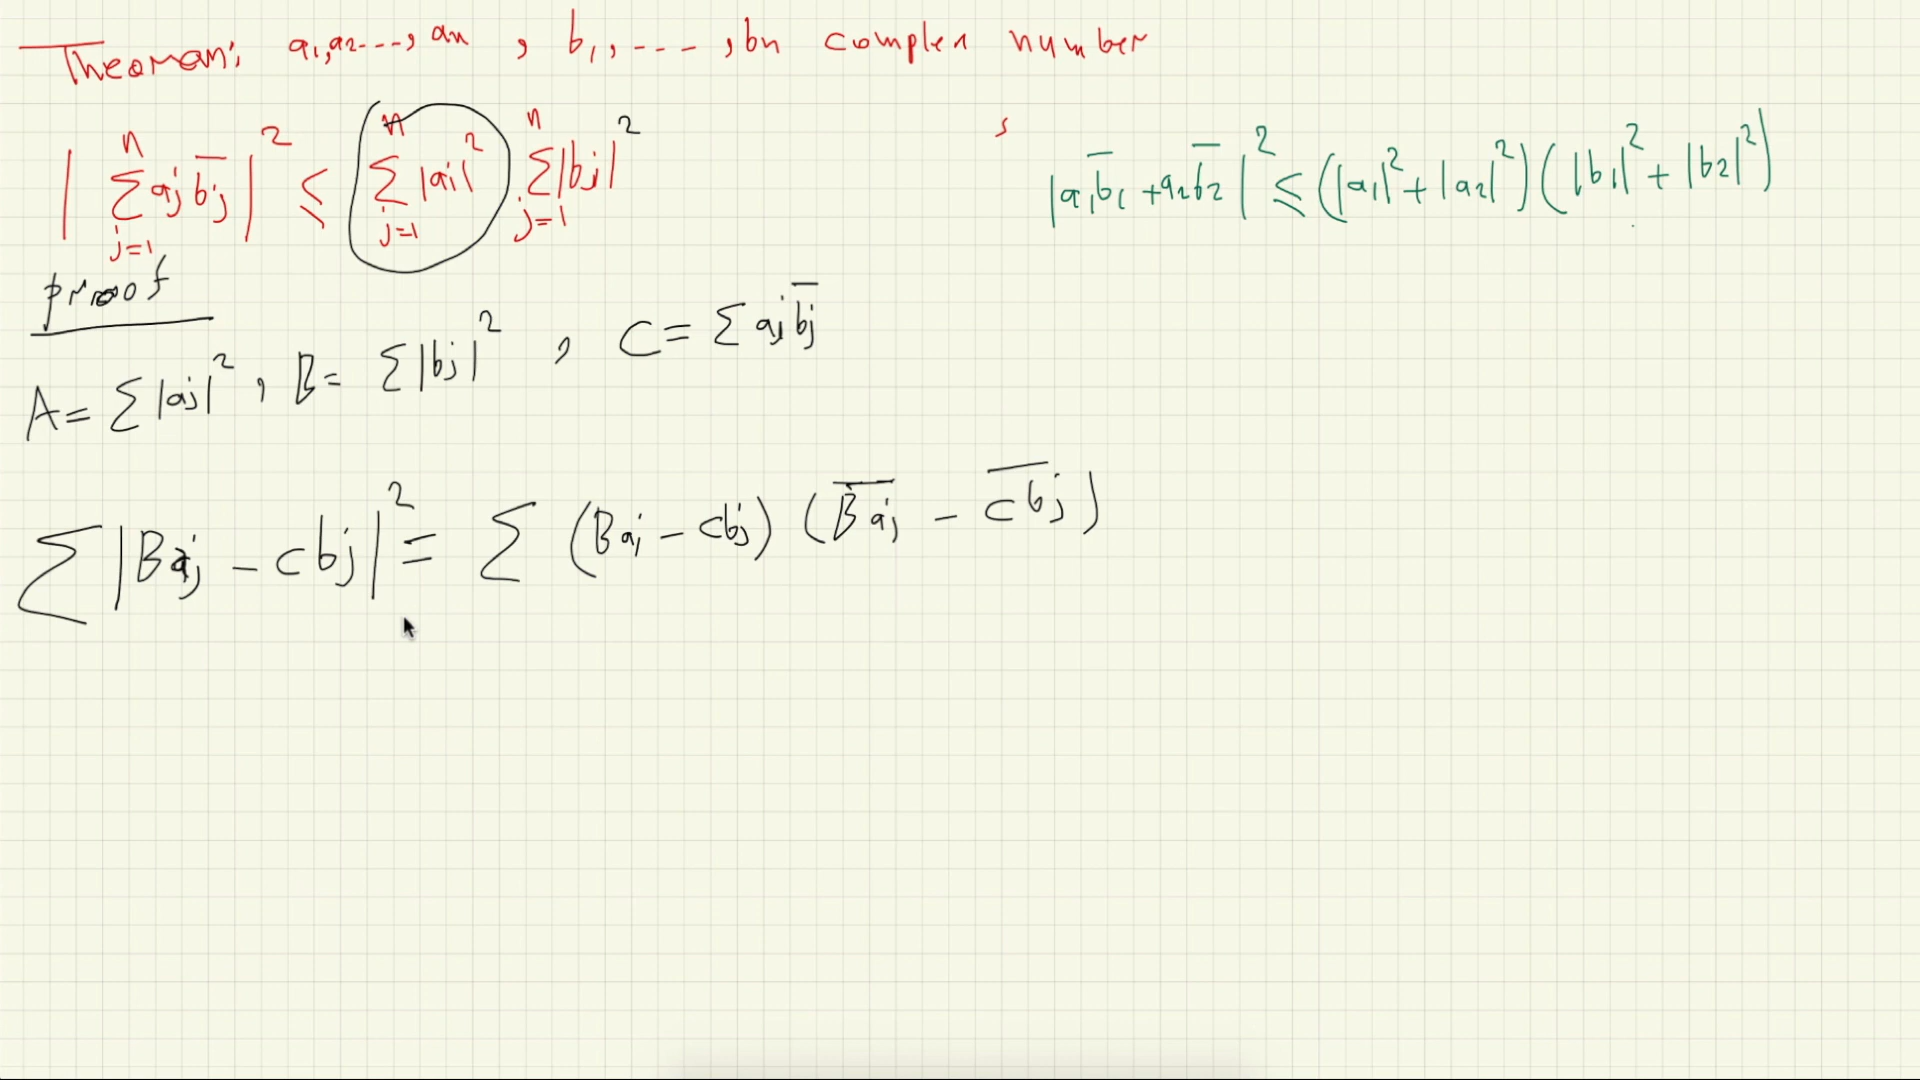 Theorem: a₁,a₂---, an , b₁, ---, bn complex number
| n∑j=1 aj b̅j |² ≤ n∑j=1 |aj|² n∑j=1 |bj|²
s |a₁b̅₁ + a₂b̅₂|² ≤ (|a₁|² + |a₂|²)(|b₁|² + |b₂|²)
proof
A = ∑|aj|² , B = ∑|bj|² , C = ∑ aj b̅j
∑ |Baj - cbj|² = ∑ (Baj - cbj) (B̅a̅j - c̅b̅j)